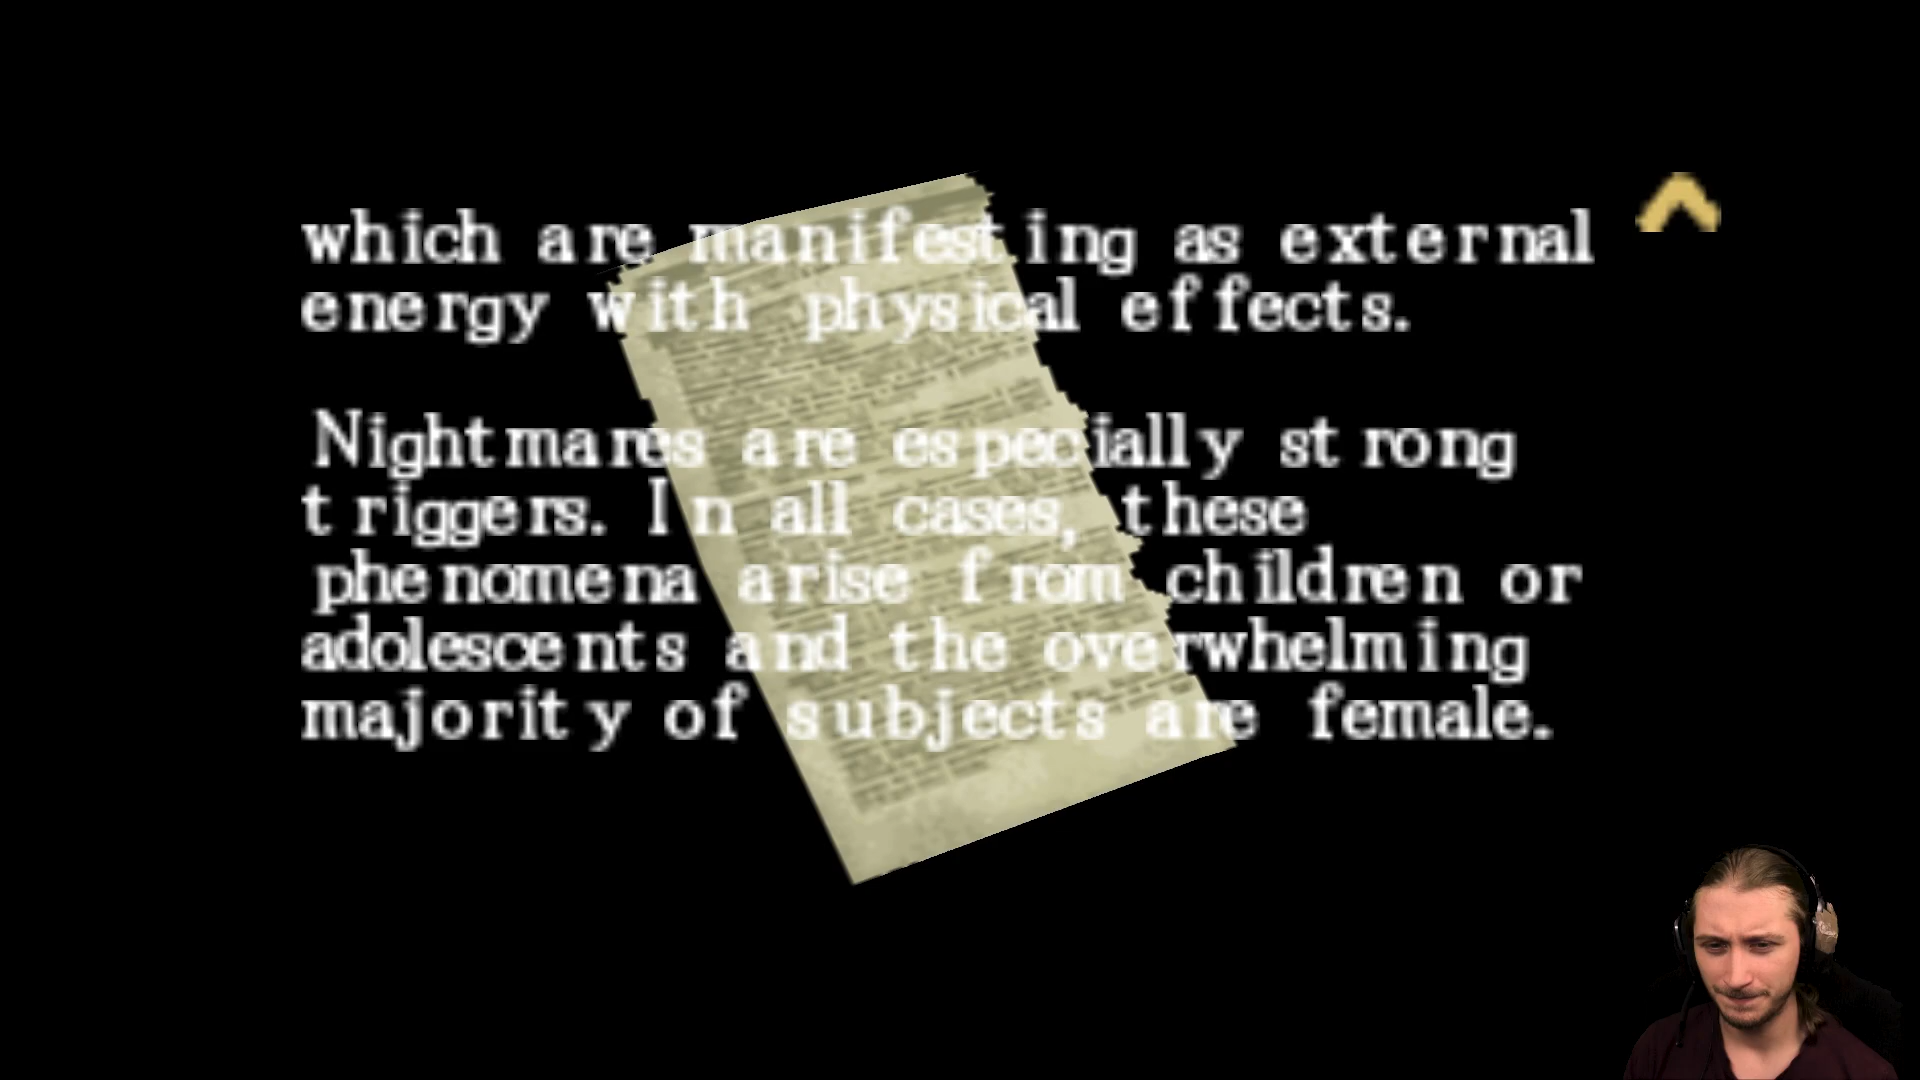 which are manifesting as external
energy with physical effects.
Nightmares are especially strong
triggers. In all cases, these
phenomena arise from children or
adolescents and the overwhelming
majority of subjects are female.